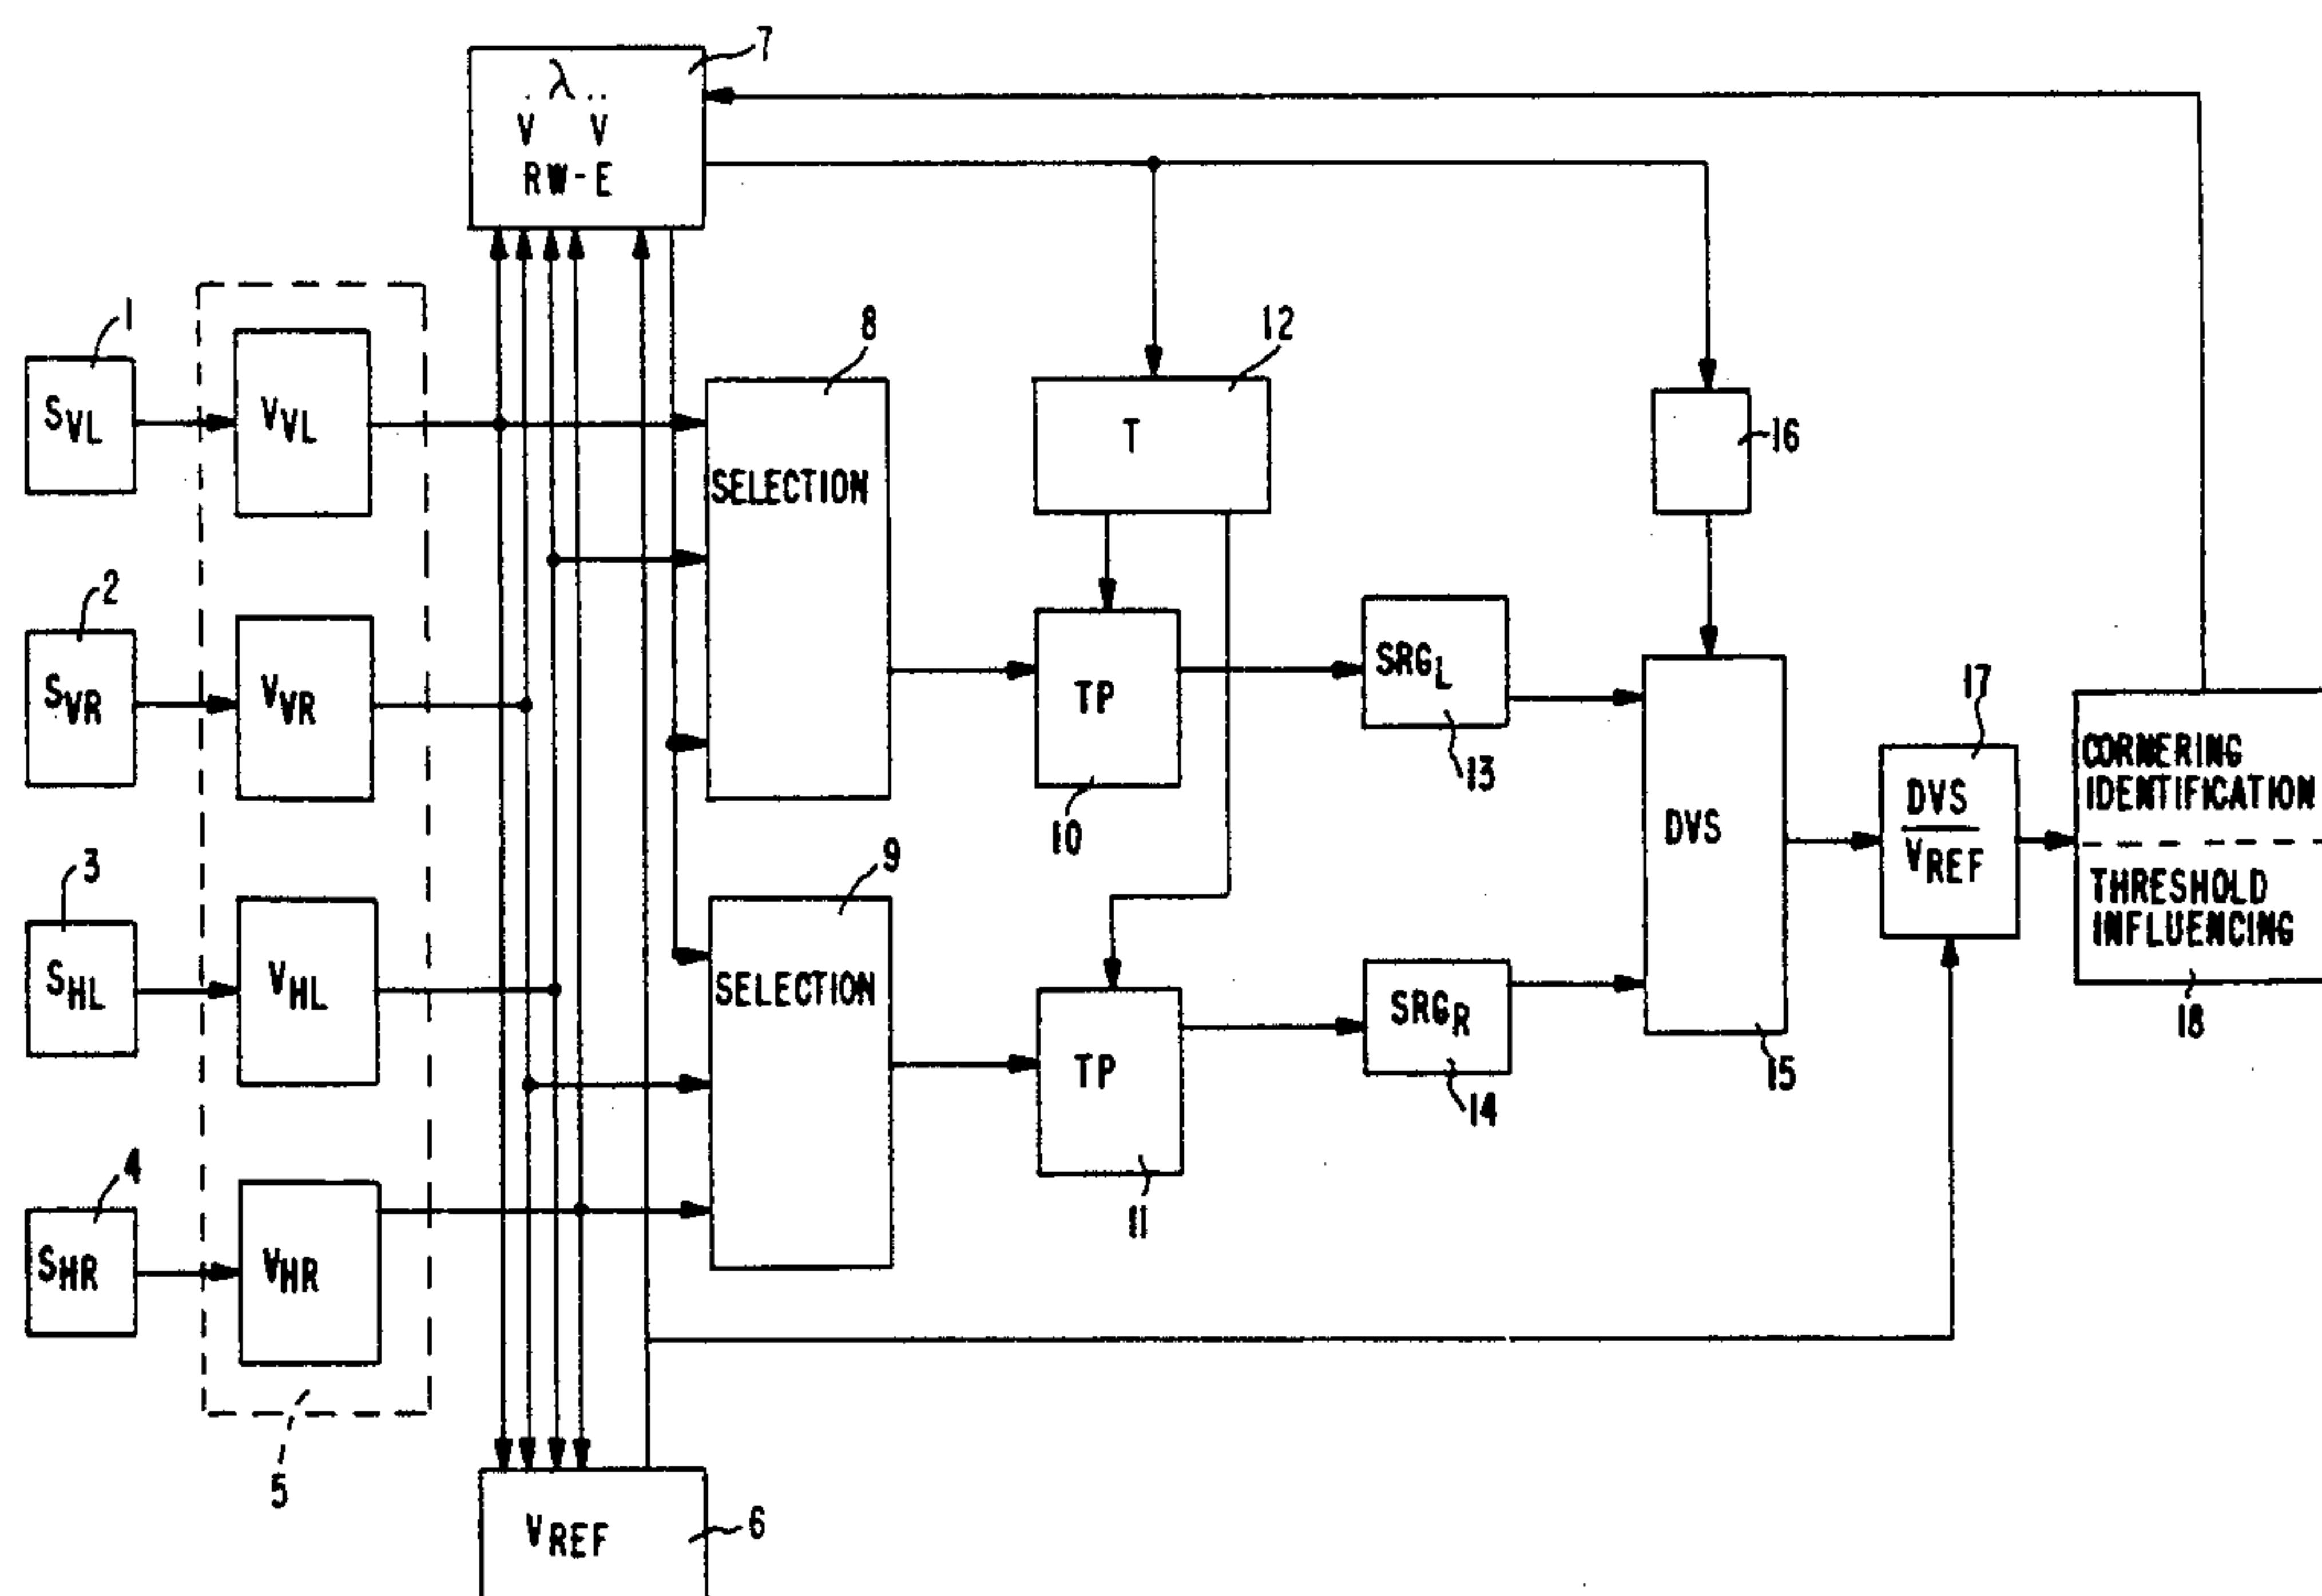 7
λ
V̇ V̈
RW-E
1
S_VL
V_VL
8
SELECTION
12
T
16
2
S_VR
V_VR
TP
10
SRG_L
13
17
DVS
V_REF
CORNERING
IDENTIFICATION
THRESHOLD
INFLUENCING
18
DVS
15
3
S_HL
V_HL
9
SELECTION
TP
11
SRG_R
14
4
S_HR
V_HR
5
V_REF
6